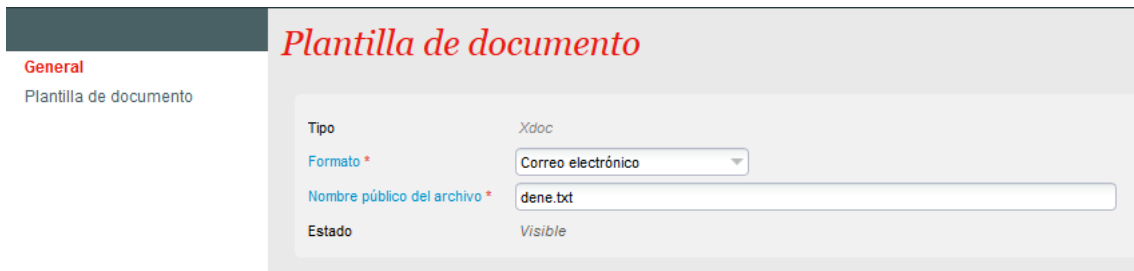 Plantilla de documento
General
Plantilla de documento
Tipo Xdoc
Formato * Correo electrónico
Nombre público del archivo * dene.txt
Estado Visible